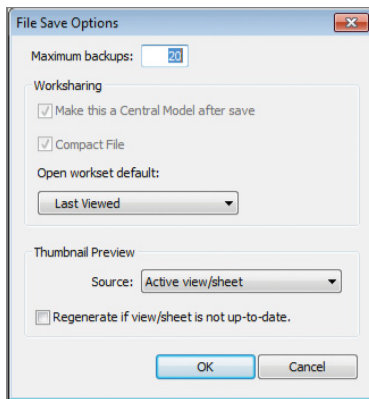 File Save Options
Maximum backups: 20
Worksharing
Make this a Central Model after save
Compact File
Open workset default:
Last Viewed
Thumbnail Preview
Source: Active view/sheet
Regenerate if view/sheet is not up-to-date.
OK Cancel